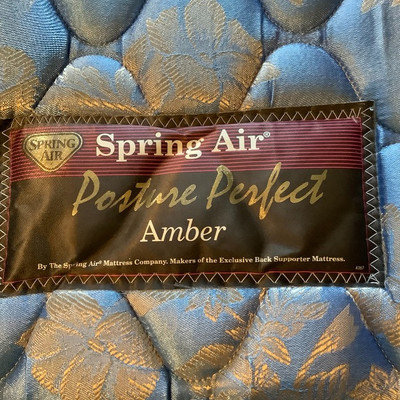 SPRING
AIR
Spring Air®
Posture Perfect
Amber
By The Spring Air® Mattress Company. Makers of the Exclusive Back Supporter Mattress.